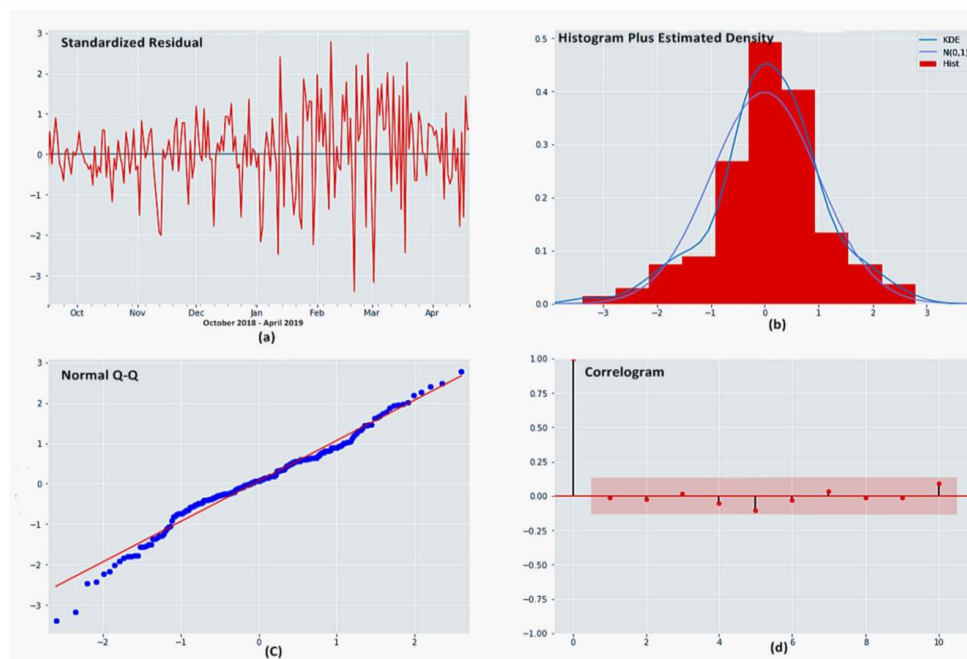 Standardized Residual
3
2
1
0
−1
−2
−3
Oct Nov Dec Jan Feb Mar Apr
October 2018 - April 2019
(a)
Histogram Plus Estimated Density
KDE
N(0,1)
Hist
0.5
0.4
0.3
0.2
0.1
0.0
−3 −2 −1 0 1 2 3
(b)
Normal Q-Q
3
2
1
0
−1
−2
−3
−2 −1 0 1 2
(C)
Correlogram
1.00
0.75
0.50
0.25
0.00
−0.25
−0.50
−0.75
−1.00
0 2 4 6 8 10
(d)